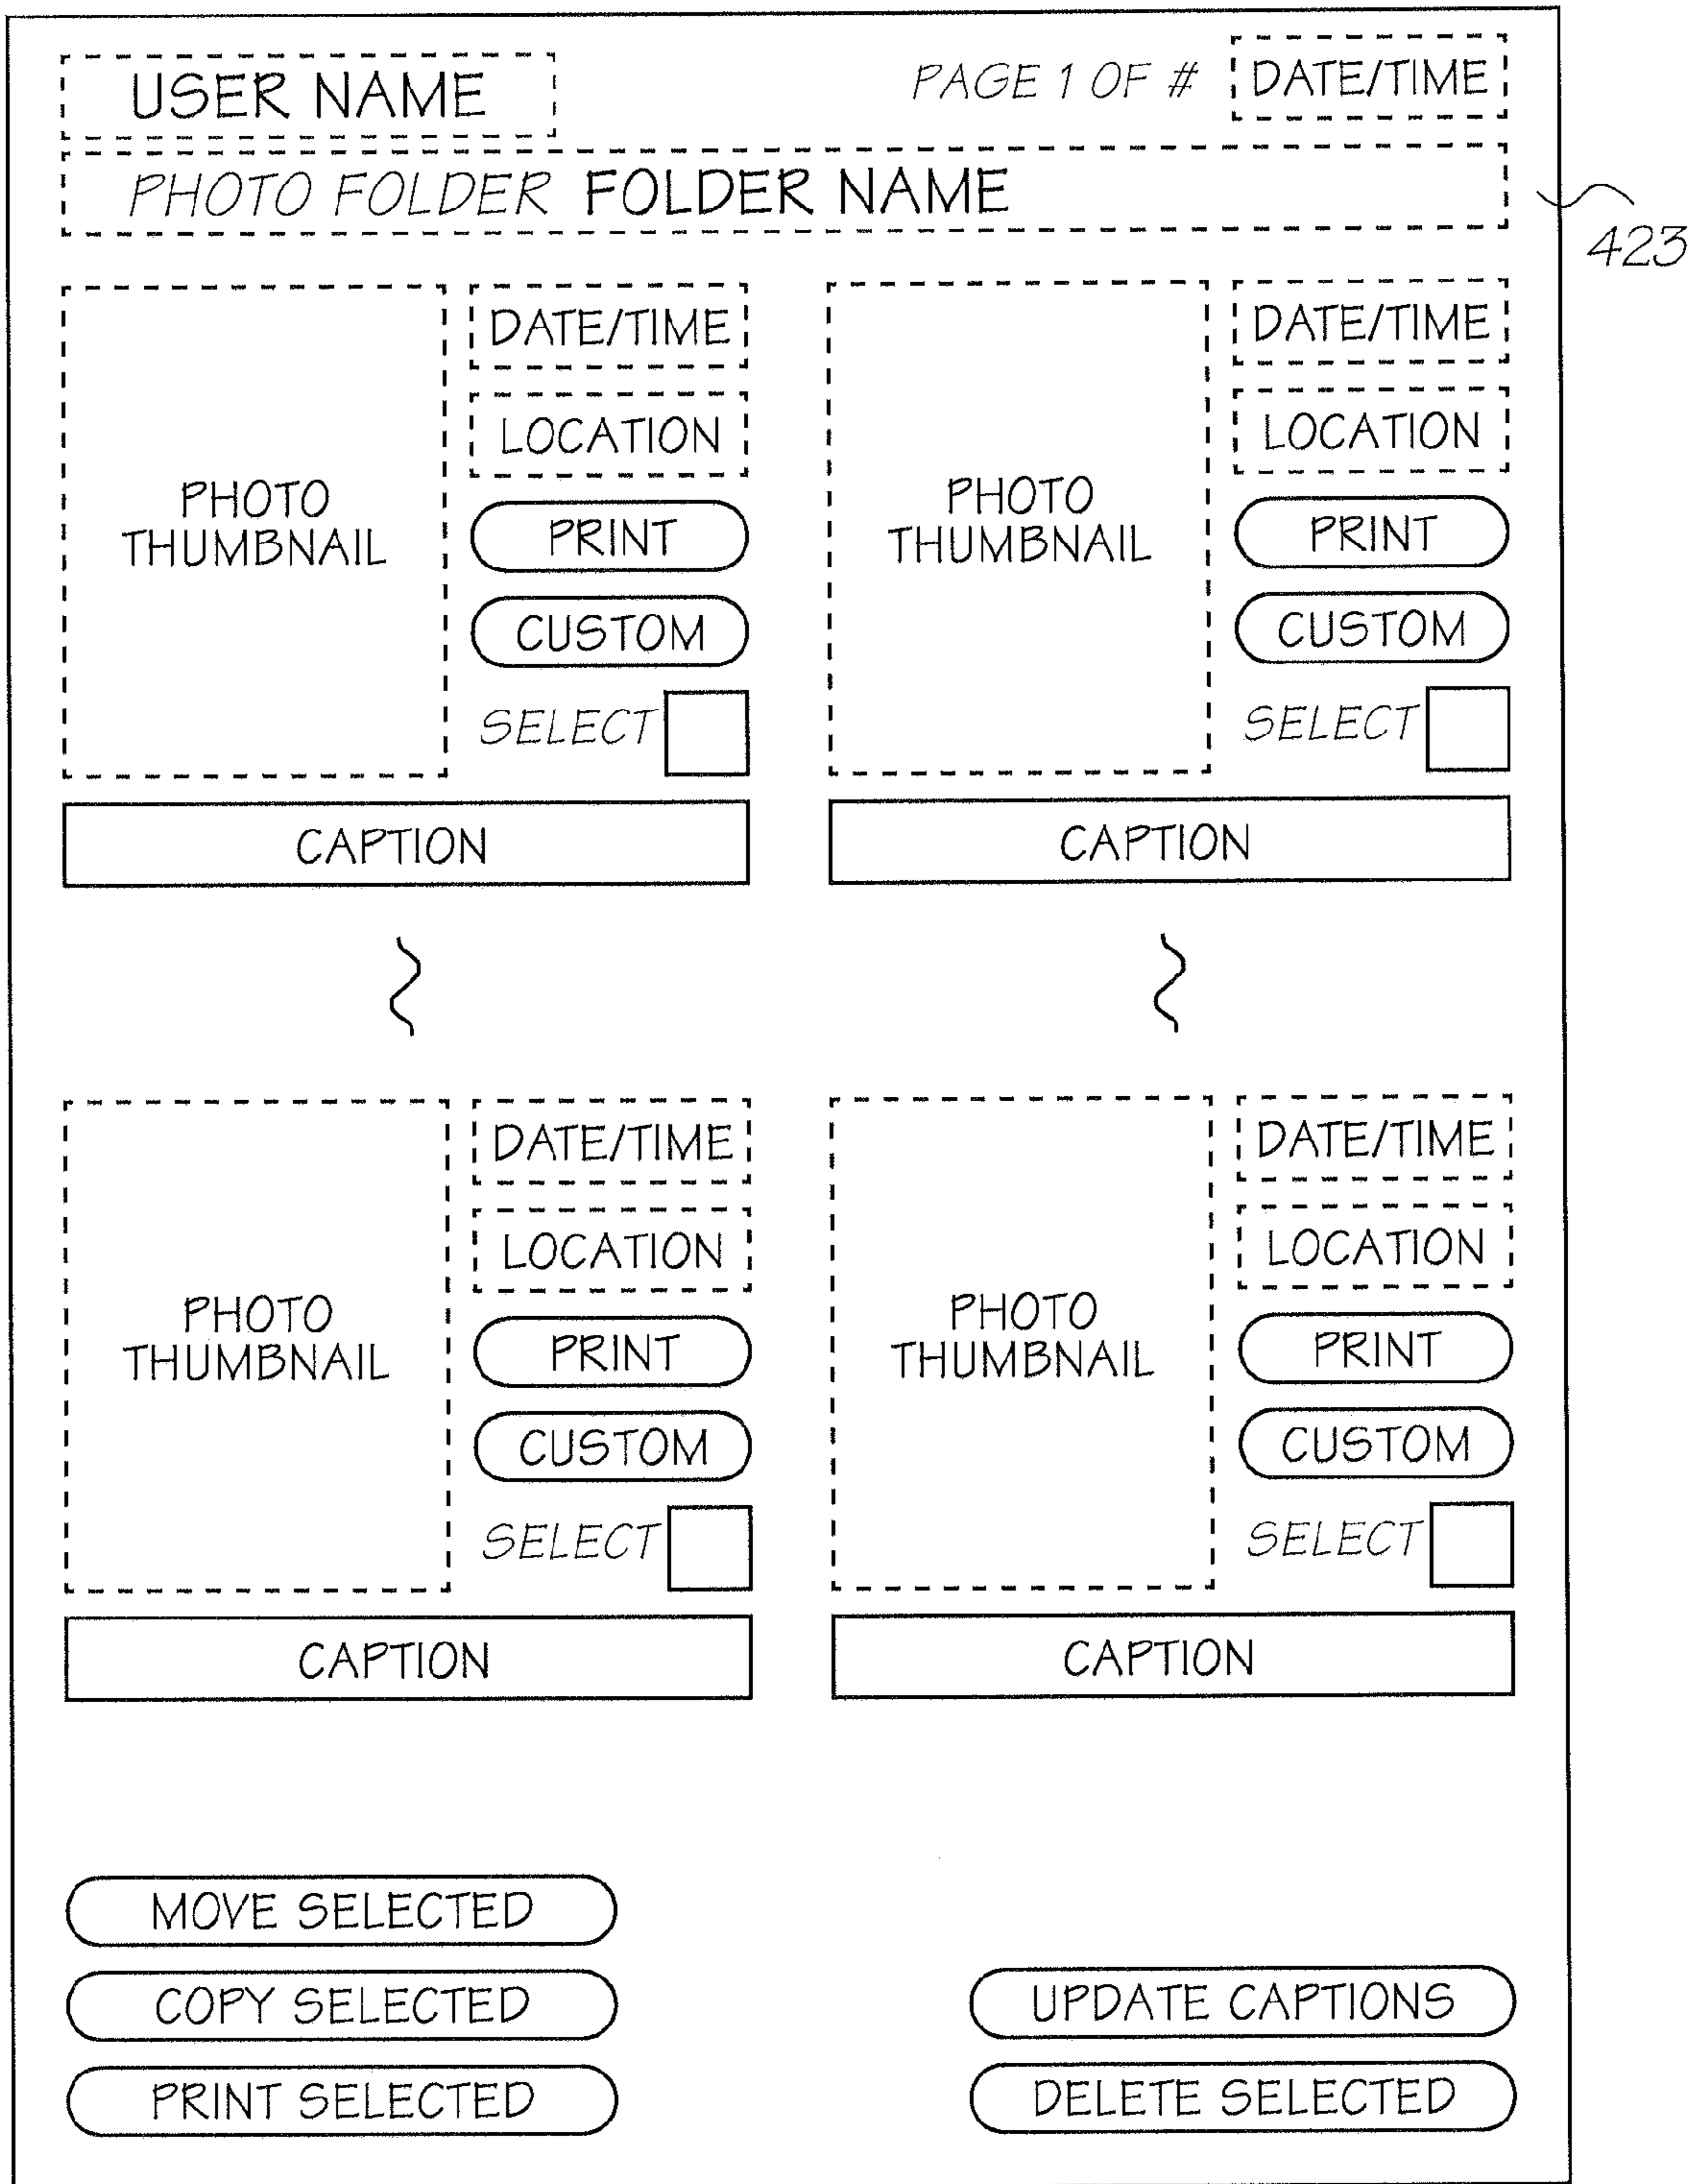 USER NAME
PAGE 1 OF # DATE/TIME
PHOTO FOLDER FOLDER NAME
423
PHOTO
THUMBNAIL
DATE/TIME
LOCATION
PRINT
CUSTOM
SELECT
CAPTION
PHOTO
THUMBNAIL
DATE/TIME
LOCATION
PRINT
CUSTOM
SELECT
CAPTION
PHOTO
THUMBNAIL
DATE/TIME
LOCATION
PRINT
CUSTOM
SELECT
CAPTION
PHOTO
THUMBNAIL
DATE/TIME
LOCATION
PRINT
CUSTOM
SELECT
CAPTION
MOVE SELECTED
COPY SELECTED
PRINT SELECTED
UPDATE CAPTIONS
DELETE SELECTED